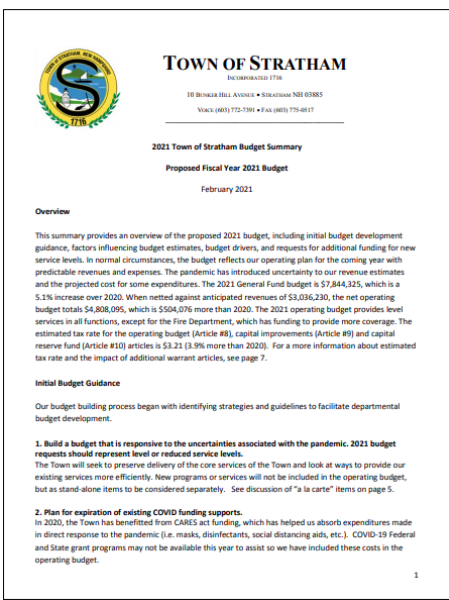 TOWN OF STRATHAM, NEW HAMPSHIRE
S
1716
TOWN OF STRATHAM
INCORPORATED 1716
10 BUNKER HILL AVENUE • STRATHAM NH 03885
VOICE (603) 772-7391 • FAX (603) 775-0517
2021 Town of Stratham Budget Summary
Proposed Fiscal Year 2021 Budget
February 2021
Overview
This summary provides an overview of the proposed 2021 budget, including initial budget development
guidance, factors influencing budget estimates, budget drivers, and requests for additional funding for new
service levels. In normal circumstances, the budget reflects our operating plan for the coming year with
predictable revenues and expenses. The pandemic has introduced uncertainty to our revenue estimates
and the projected cost for some expenditures. The 2021 General Fund budget is $7,844,325, which is a
5.1% increase over 2020. When netted against anticipated revenues of $3,036,230, the net operating
budget totals $4,808,095, which is $504,076 more than 2020. The 2021 operating budget provides level
services in all functions, except for the Fire Department, which has funding to provide more coverage. The
estimated tax rate for the operating budget (Article #8), capital improvements (Article #9) and capital
reserve fund (Article #10) articles is $3.21 (3.9% more than 2020). For a more information about estimated
tax rate and the impact of additional warrant articles, see page 7.
Initial Budget Guidance
Our budget building process began with identifying strategies and guidelines to facilitate departmental
budget development.
1. Build a budget that is responsive to the uncertainties associated with the pandemic. 2021 budget
requests should represent level or reduced service levels.
The Town will seek to preserve delivery of the core services of the Town and look at ways to provide our
existing services more efficiently. New programs or services will not be included in the operating budget,
but as stand-alone items to be considered separately. See discussion of "a la carte" items on page 5.
2. Plan for expiration of existing COVID funding supports.
In 2020, the Town has benefitted from CARES act funding, which has helped us absorb expenditures made
in direct response to the pandemic (i.e. masks, disinfectants, social distancing aids, etc.). COVID-19 Federal
and State grant programs may not be available this year to assist so we have included these costs in the
operating budget.
1